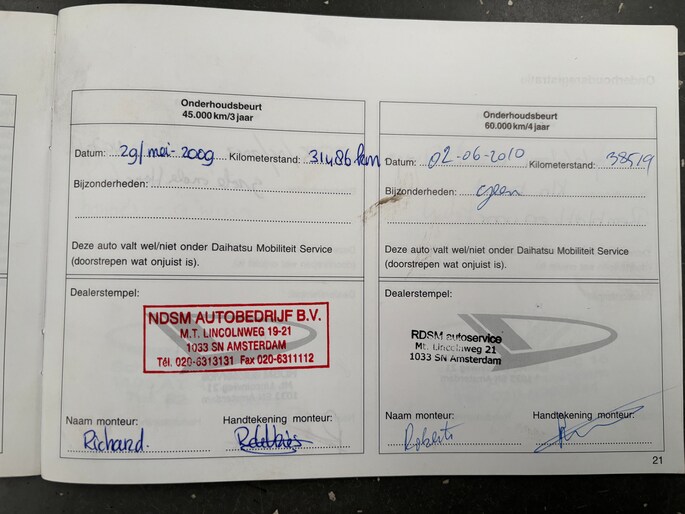 Onderhoudsbeurt
45.000 km/3 jaar
Datum: 29/mei-2009 Kilometerstand: 31486 km
Bijzonderheden:
Deze auto valt wel/niet onder Daihatsu Mobiliteit Service
(doorstrepen wat onjuist is).
Dealerstempel:
NDSM AUTOBEDRIJF B.V.
M.T. LINCOLNWEG 19-21
1033 SN AMSTERDAM
Tél. 020-6313131 Fax 020-6311112
Naam monteur: Handtekening monteur:
Richard.
Onderhoudsbeurt
60.000 km/4 jaar
Datum: 02-06-2010 Kilometerstand: 38519
Bijzonderheden: geen
Deze auto valt wel/niet onder Daihatsu Mobiliteit Service
(doorstrepen wat onjuist is).
Dealerstempel:
RDSM autoservice
Mt. Lincolnweg 21
1033 SN Amsterdam
Naam monteur: Handtekening monteur:
Roberto
21